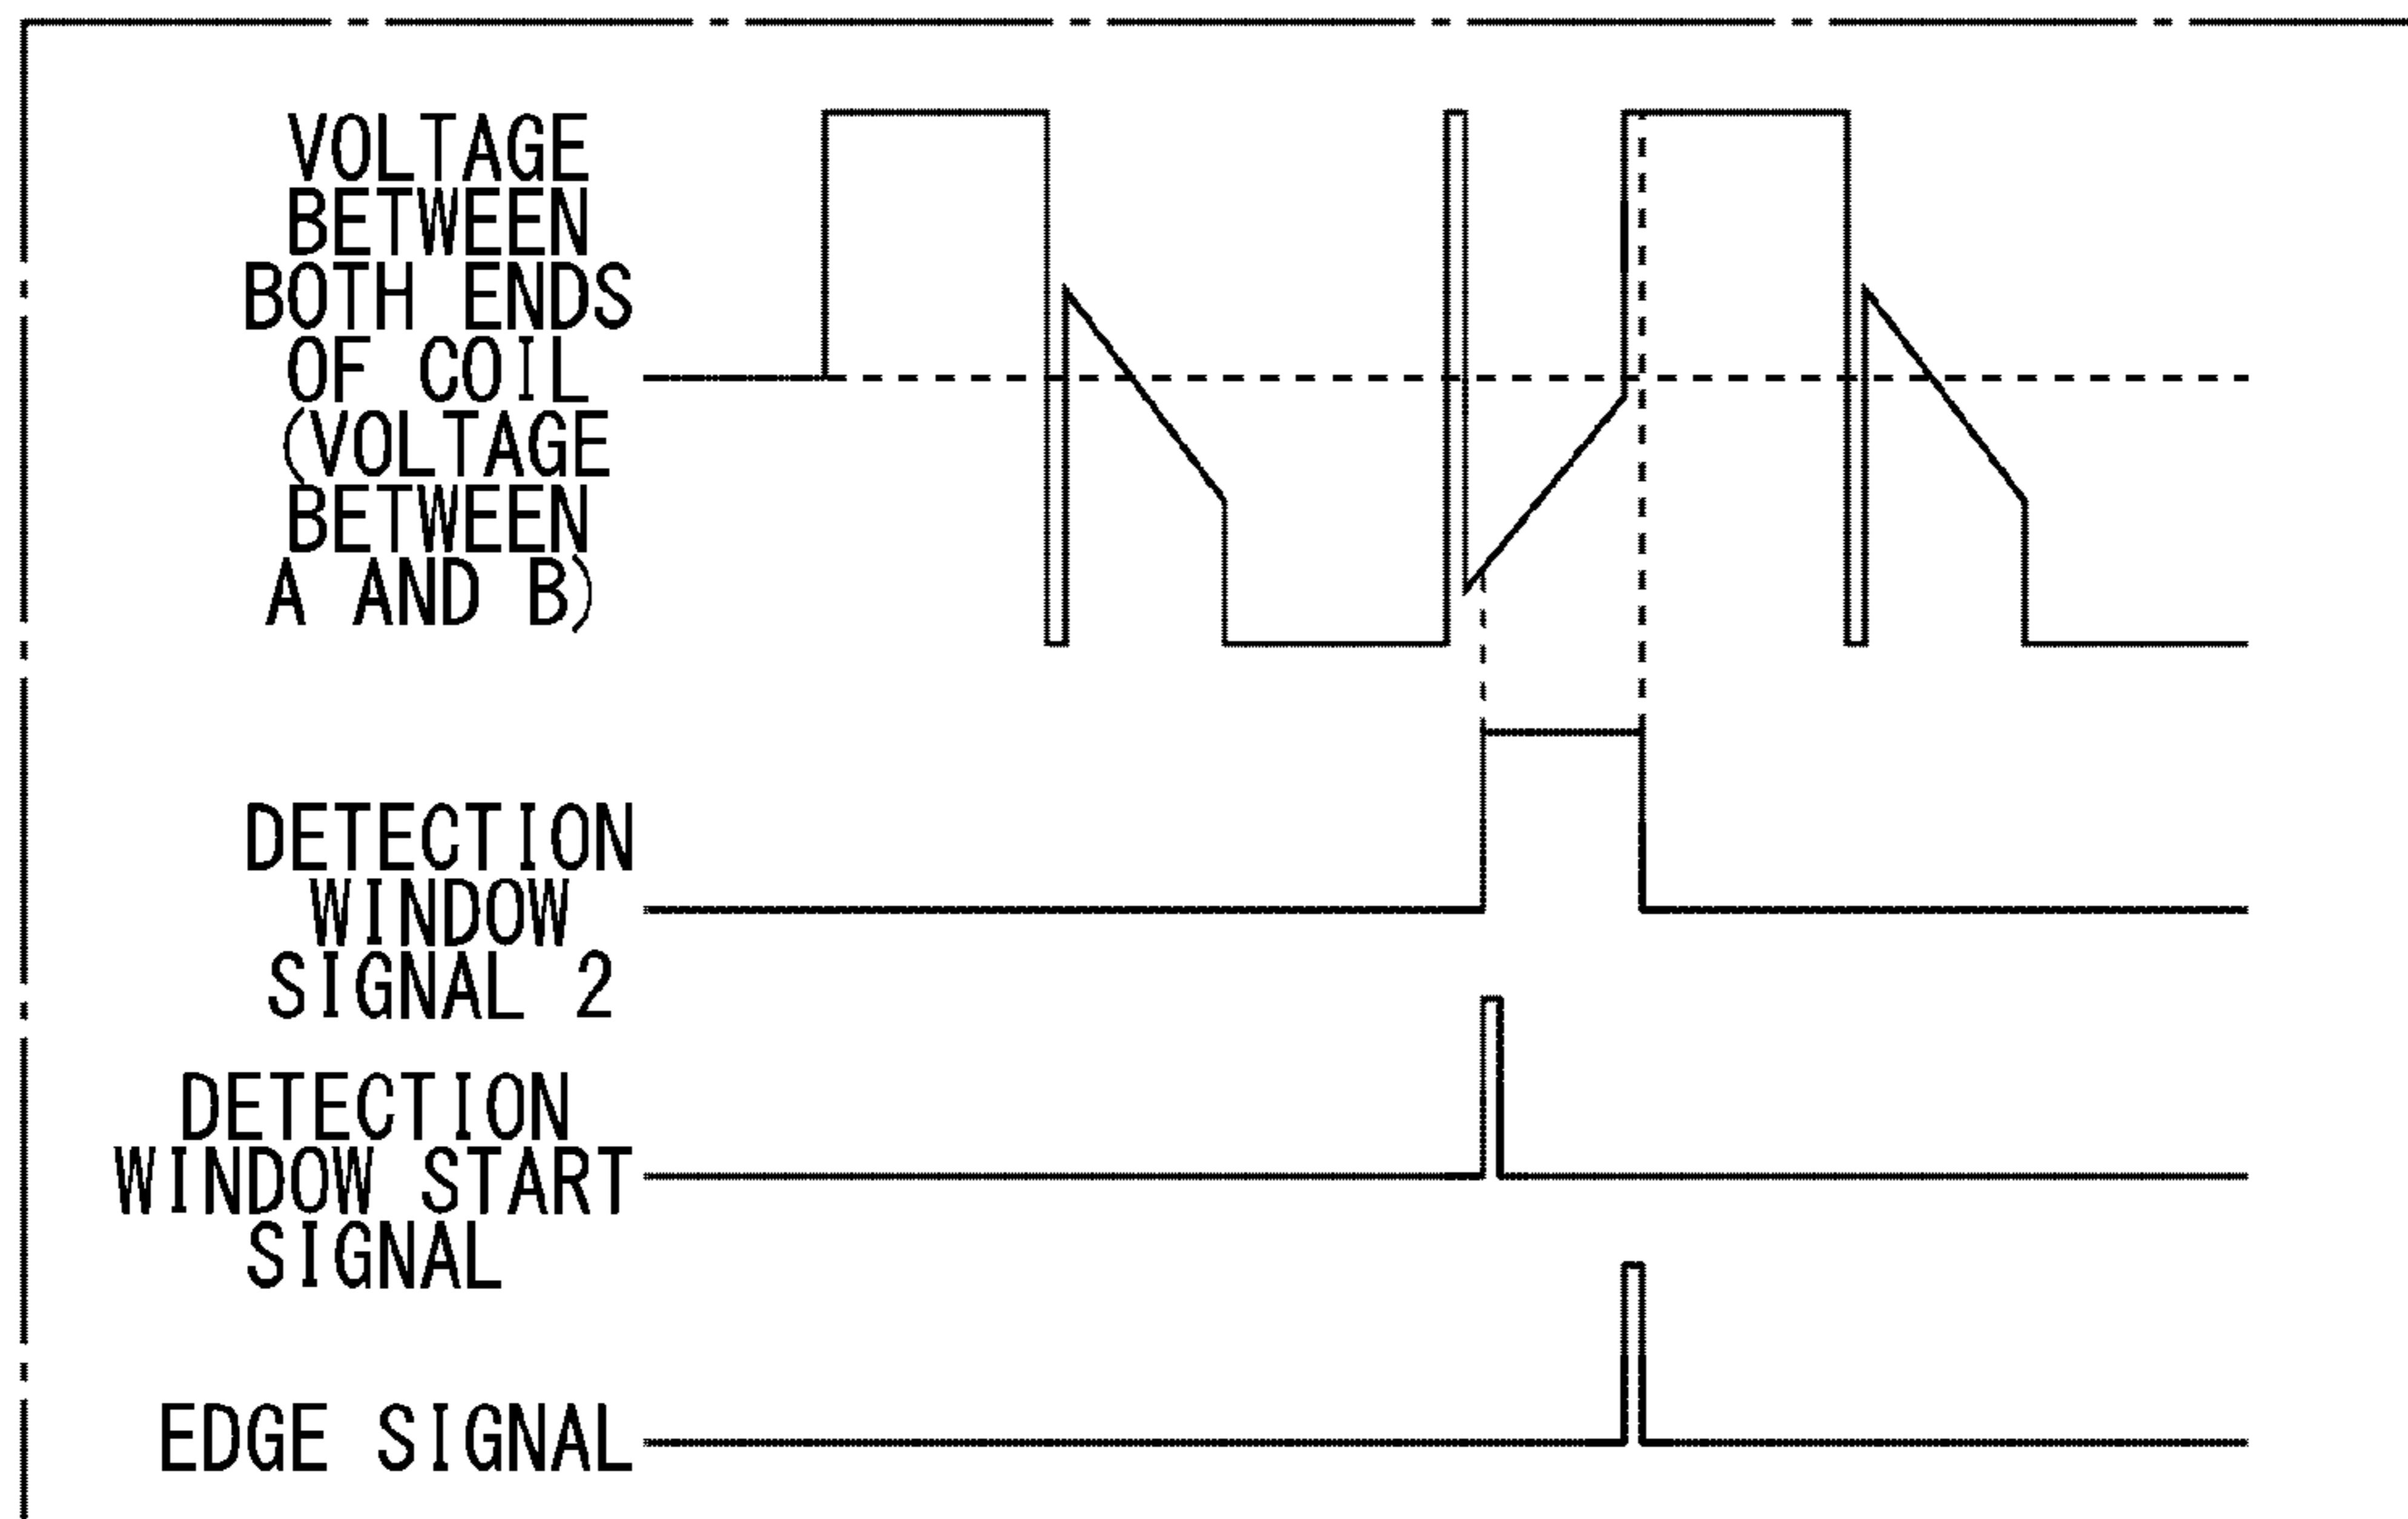 VOLTAGE
BETWEEN
BOTH ENDS
OF COIL
(VOLTAGE
BETWEEN
A AND B)
DETECTION
WINDOW
SIGNAL 2
DETECTION
WINDOW START
SIGNAL
EDGE SIGNAL